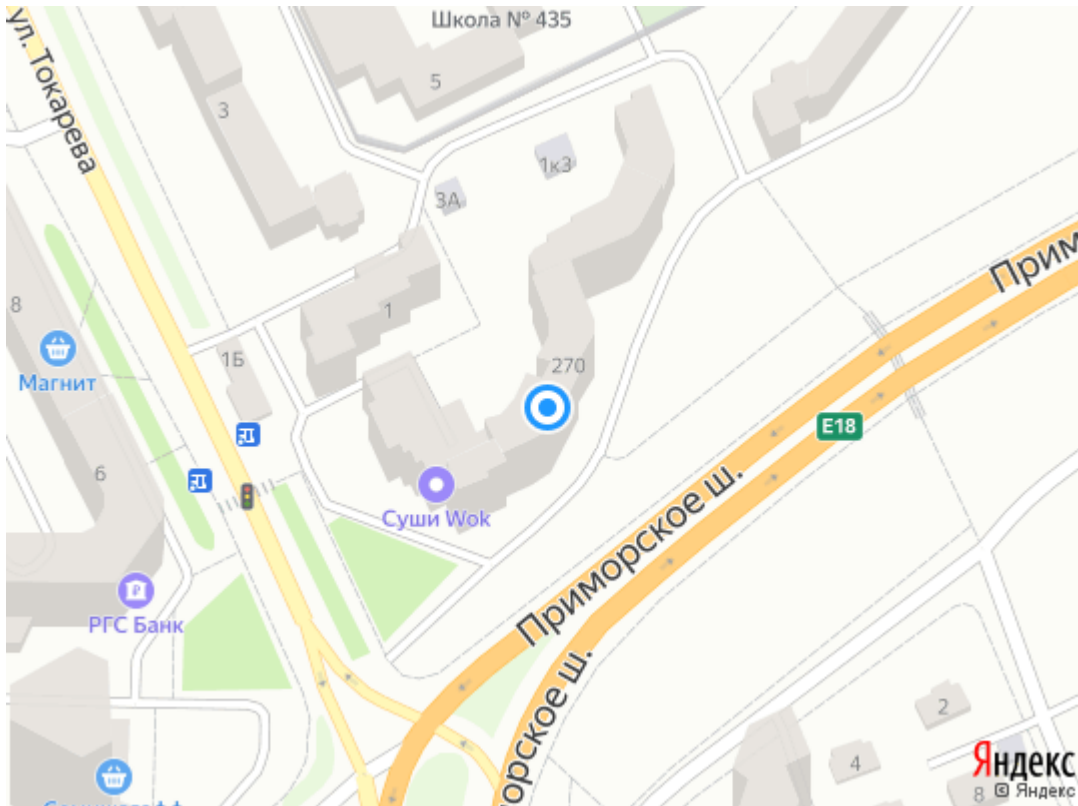 Школа № 435
ул. Токарева
5
3
1к3
3А
Прим
8
1
1Б
270
Магнит
E18
6
Суши Wok
Приморское ш.
РГС Банк
орское ш.
2
4
8
Яндекс
© Яндекс